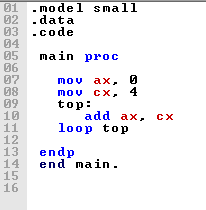 01 .model small
02 .data
03 .code
04
05 main proc
06
07 mov ax, 0
08 mov cx, 4
09 top:
10 add ax, cx
11 loop top
12
13 endp
14 end main.
15
16